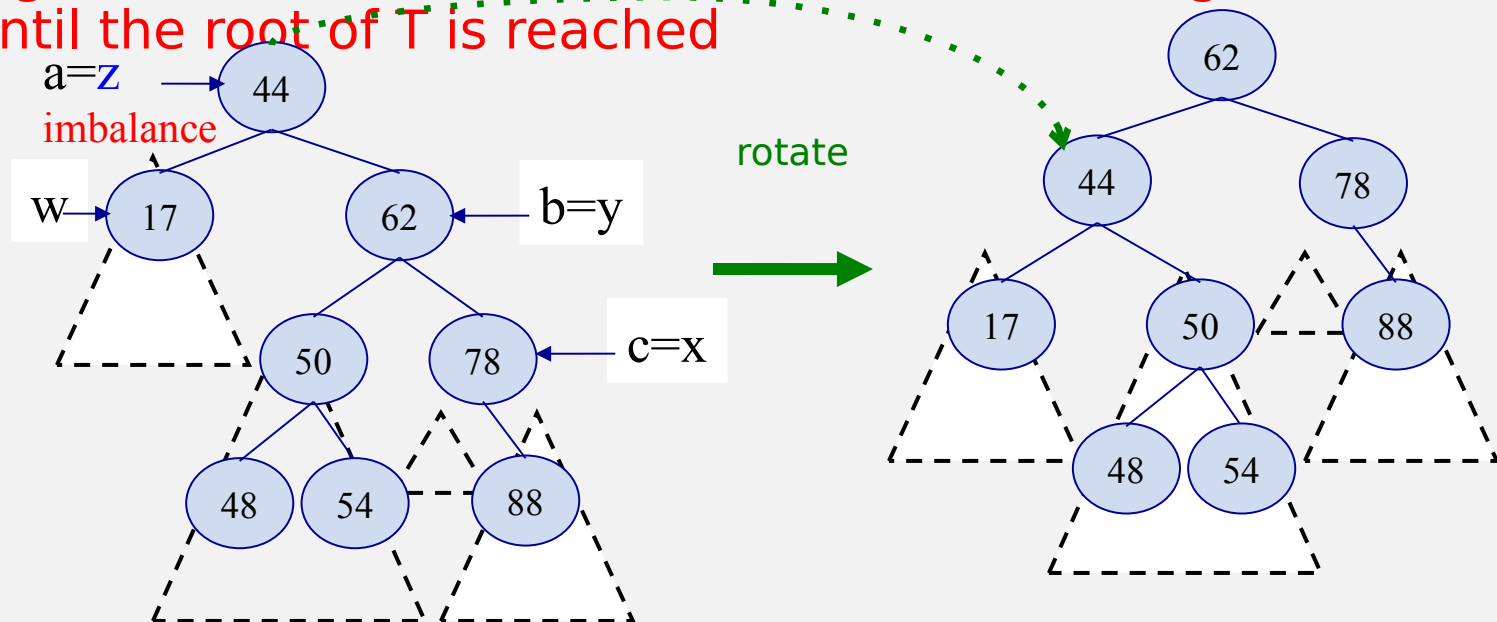 ntil the root of T is reached
a=z
imbalance
44
w
17
62
b=y
50
78
c=x
48
54
88
rotate
62
44
78
17
50
88
48
54